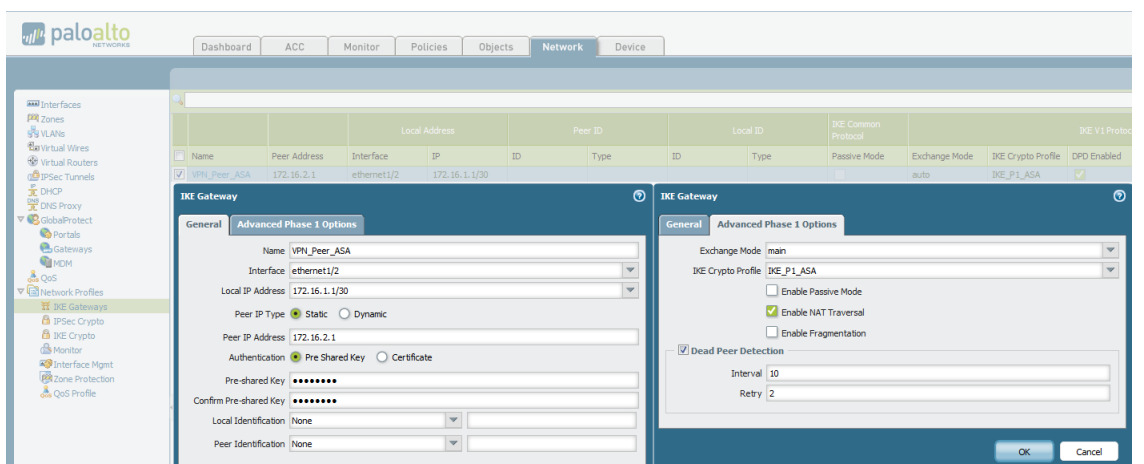 paloalto
NETWORKS
Dashboard ACC Monitor Policies Objects Network Device
Interfaces
Zones
VLANs
Virtual Wires
Virtual Routers
IPSec Tunnels
DHCP
DNS Proxy
GlobalProtect
Portals
Gateways
MDM
QoS
Network Profiles
IKE Gateways
IPSec Crypto
IKE Crypto
Monitor
Interface Mgmt
Zone Protection
QoS Profile
Local Address Peer ID Local ID IKE Common Protocol IKE V1 Protoc
Name Peer Address Interface IP ID Type ID Type Passive Mode Exchange Mode IKE Crypto Profile DPD Enabled
VPN_Peer_ASA 172.16.2.1 ethernet1/2 172.16.1.1/30 auto IKE_P1_ASA
IKE Gateway
General Advanced Phase 1 Options
Name VPN_Peer_ASA
Interface ethernet1/2
Local IP Address 172.16.1.1/30
Peer IP Type Static Dynamic
Peer IP Address 172.16.2.1
Authentication Pre Shared Key Certificate
Pre-shared Key ••••••••
Confirm Pre-shared Key ••••••••
Local Identification None
Peer Identification None
IKE Gateway
General Advanced Phase 1 Options
Exchange Mode main
IKE Crypto Profile IKE_P1_ASA
Enable Passive Mode
Enable NAT Traversal
Enable Fragmentation
Dead Peer Detection
Interval 10
Retry 2
OK Cancel